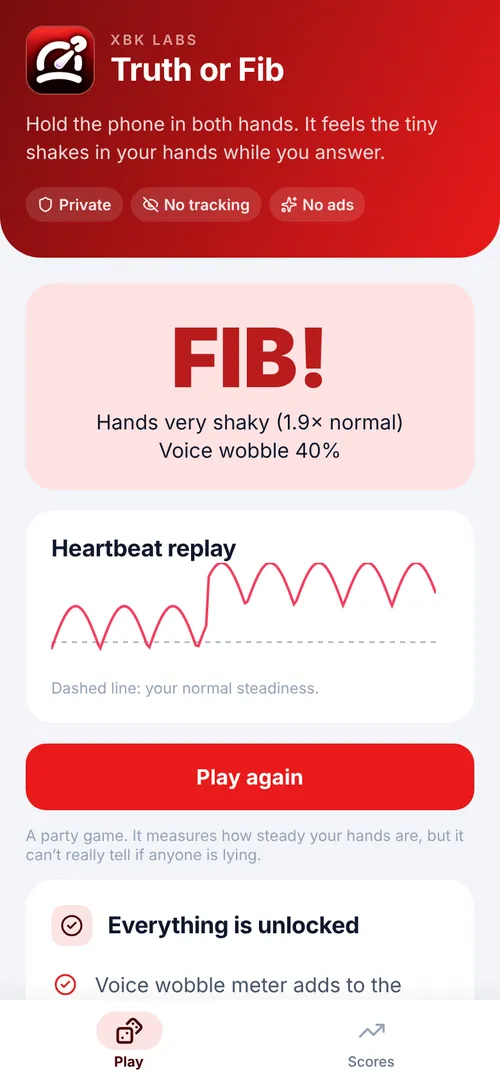 XBK LABS
Truth or Fib
Hold the phone in both hands. It feels the tiny
shakes in your hands while you answer.
Private
No tracking
No ads
FIB!
Hands very shaky (1.9× normal)
Voice wobble 40%
Heartbeat replay
Dashed line: your normal steadiness.
Play again
A party game. It measures how steady your hands are, but it
can’t really tell if anyone is lying.
Everything is unlocked
Voice wobble meter adds to the
Play
Scores